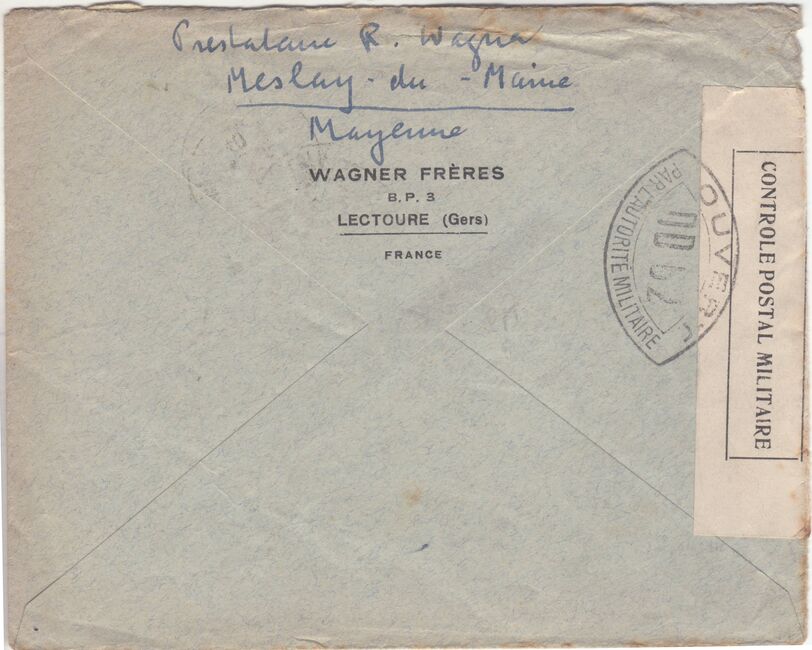 Prestataire R. Wagner
Meslay-du-Maine
Mayenne
WAGNER FRÈRES
B.P. 3
LECTOURE (Gers)
FRANCE
OUVERT
PAR L'AUTORITÉ MILITAIRE
CONTROLE POSTAL MILITAIRE